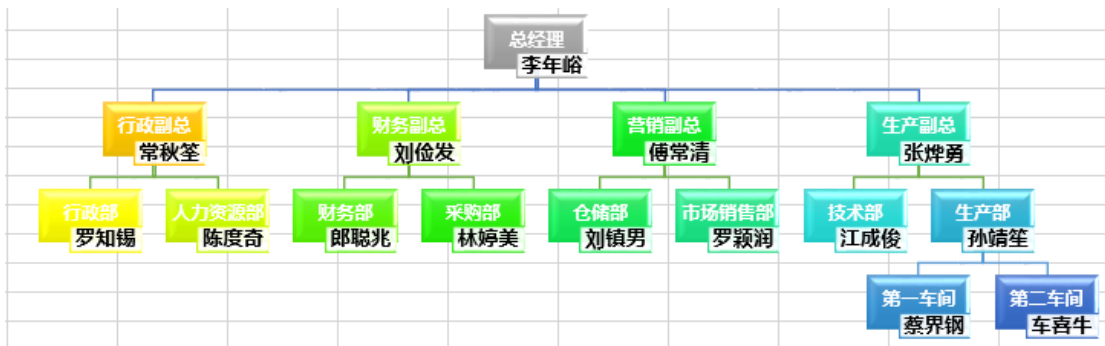 总经理
李年峪
行政副总
常秋筌
财务副总
刘俭发
营销副总
傅常清
生产副总
张烨勇
行政部
罗知锡
人力资源部
陈度奇
财务部
郎聪兆
采购部
林婷美
仓储部
刘镇男
市场销售部
罗颖润
技术部
江成俊
生产部
孙靖笙
第一车间
蔡界钢
第二车间
车喜牛